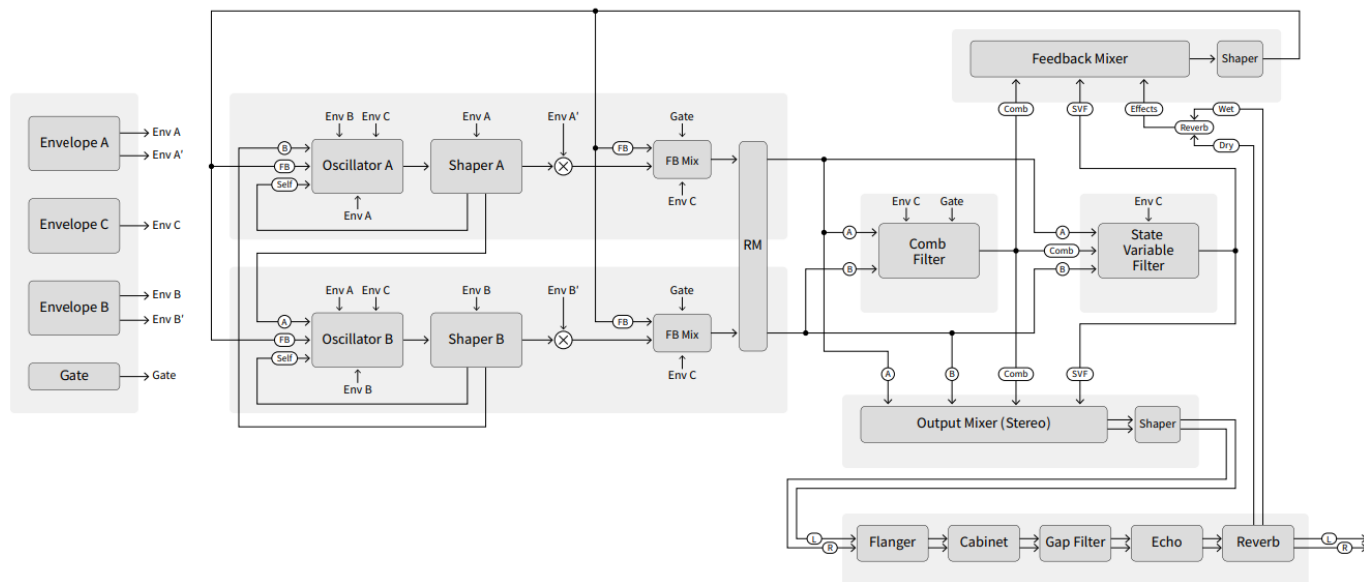 Feedback Mixer
Shaper
Comb
SVF
Effects
Wet
Reverb
Dry
Envelope A
Env A
Env A'
Envelope C
Env C
Envelope B
Env B
Env B'
Gate
Gate
Env B
Env C
Env A
Env A'
Gate
B
FB
Self
Oscillator A
Shaper A
FB
FB Mix
Env A
Env C
RM
Env A
Env C
Env B
Env B'
Gate
A
FB
Self
Oscillator B
Shaper B
FB
FB Mix
Env B
Env C
Env C
Gate
A
B
Comb
Filter
Env C
A
Comb
B
State
Variable
Filter
A
B
Comb
SVF
Output Mixer (Stereo)
Shaper
L
R
Flanger
Cabinet
Gap Filter
Echo
Reverb
L
R